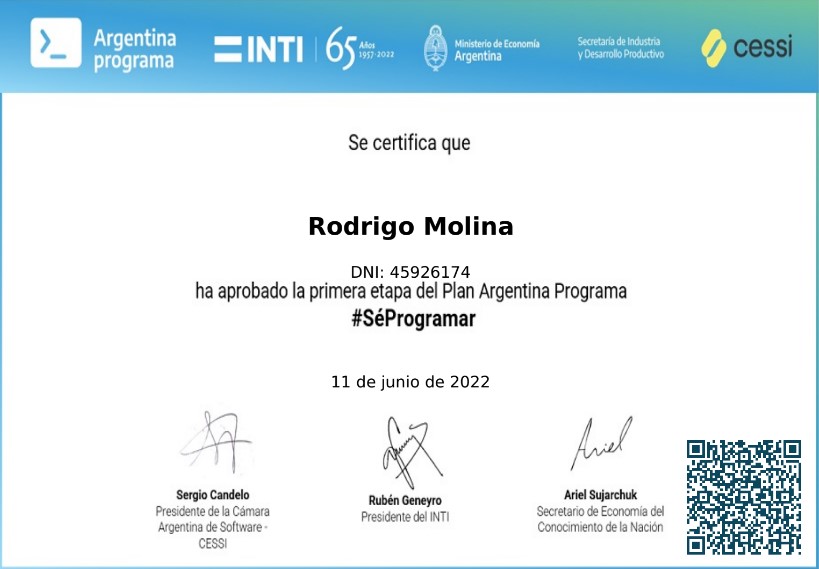 Argentina
programa
INTI
65 Años
1957-2022
Ministerio de Economía
Argentina
Secretaría de Industria
y Desarrollo Productivo
cessi
Se certifica que
Rodrigo Molina
DNI: 45926174
ha aprobado la primera etapa del Plan Argentina Programa
#SéProgramar
11 de junio de 2022
Ariel
Sergio Candelo
Presidente de la Cámara
Argentina de Software -
CESSI
Rubén Geneyro
Presidente del INTI
Ariel Sujarchuk
Secretario de Economía del
Conocimiento de la Nación